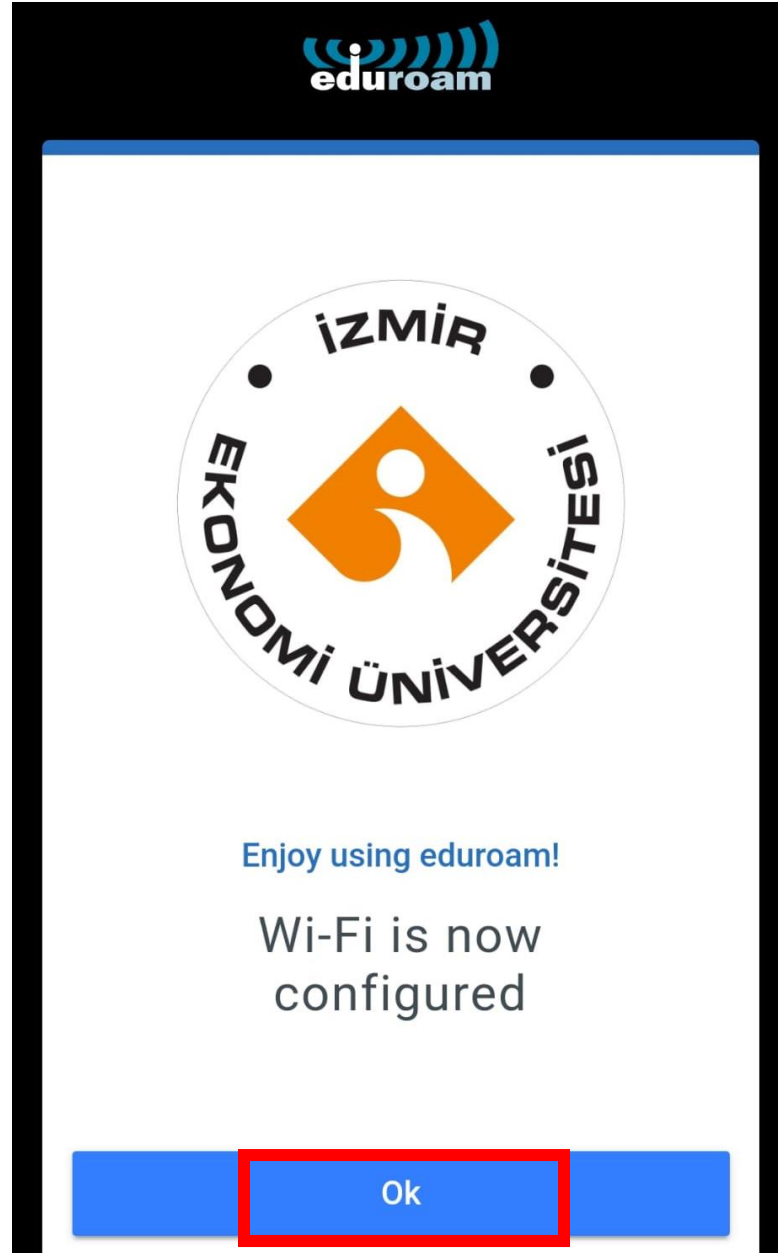 eduroam
İZMİR
EKONOMİ ÜNİVERSİTESİ
Enjoy using eduroam!
Wi-Fi is now
configured
Ok